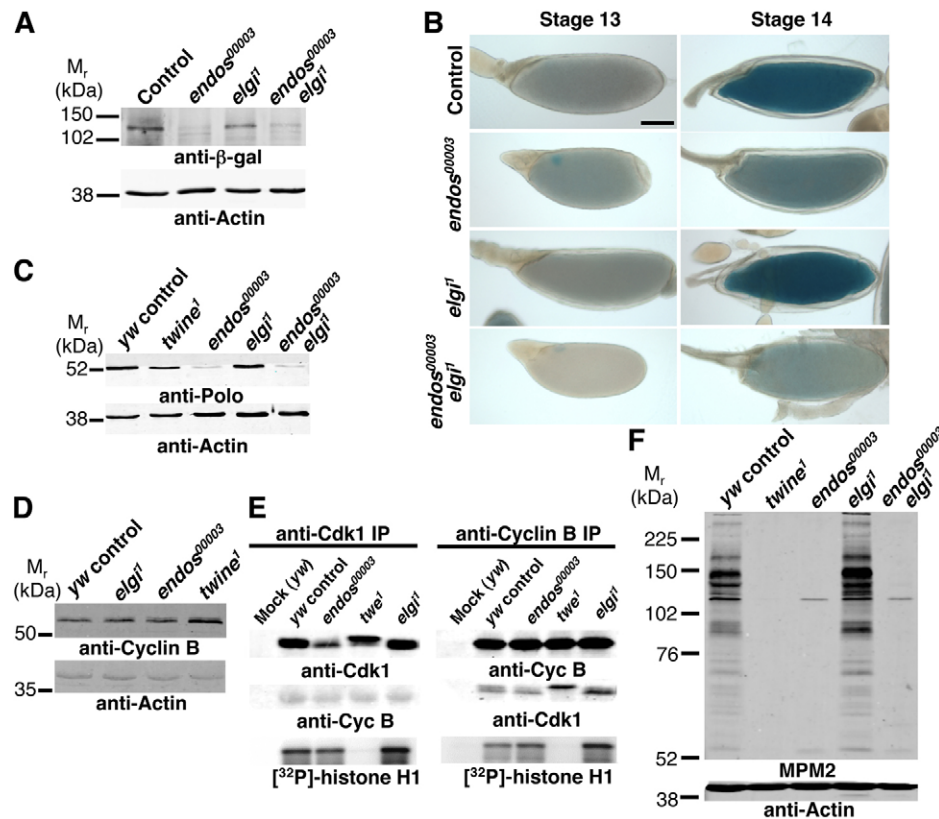 A
Mr
(kDa)
Control
endos00003
elgi1
endos00003
elgi1
150
102
anti-β-gal
38
anti-Actin
B
Stage 13
Stage 14
Control
endos00003
elgi1
endos00003
elgi1
C
Mr
(kDa)
yw control
twine1
endos00003
elgi1
endos00003
elgi1
52
anti-Polo
38
anti-Actin
D
Mr
(kDa)
yw control
elgi1
endos00003
twine1
50
anti-Cyclin B
35
anti-Actin
E
anti-Cdk1 IP
anti-Cyclin B IP
Mock (yw)
yw control
endos00003
twe1
elgi1
Mock (yw)
yw control
endos00003
twe1
elgi1
anti-Cdk1
anti-Cyc B
anti-Cyc B
anti-Cdk1
[32P]-histone H1
[32P]-histone H1
F
Mr
(kDa)
yw control
twine1
endos00003
elgi1
endos00003
elgi1
225
150
102
76
52
MPM2
38
anti-Actin